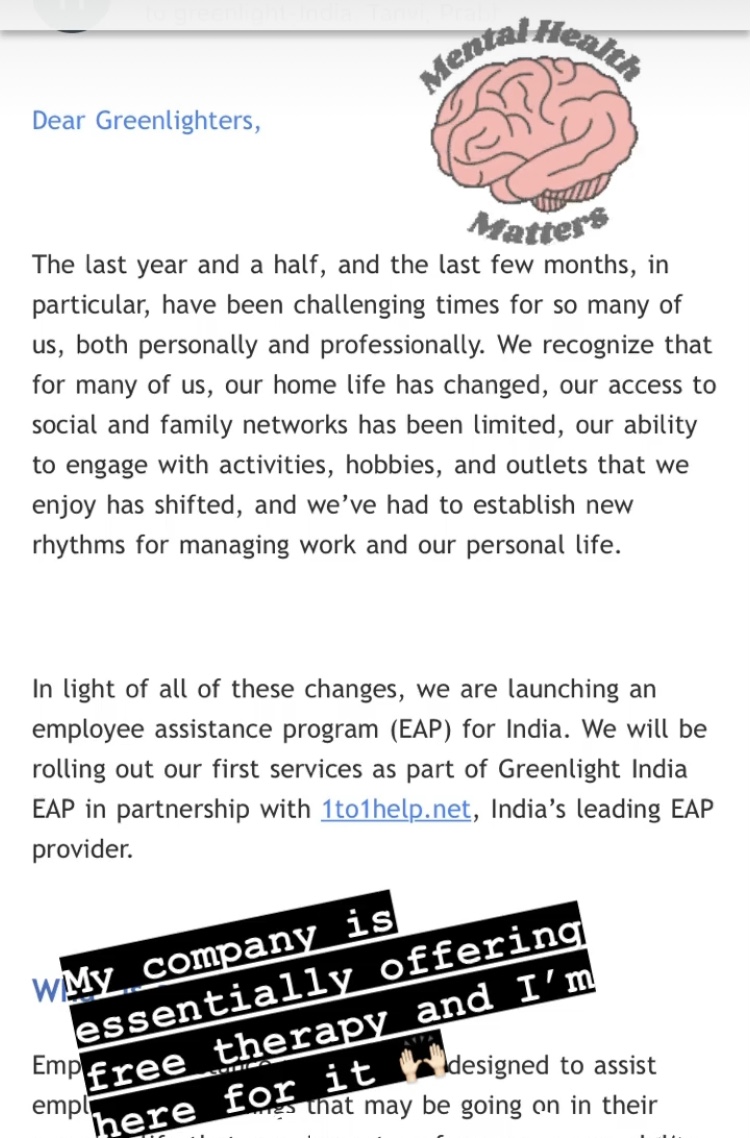 to greenlight-india, Tanvi, Prabl
Mental Health
Matters
Dear Greenlighters,
The last year and a half, and the last few months, in
particular, have been challenging times for so many of
us, both personally and professionally. We recognize that
for many of us, our home life has changed, our access to
social and family networks has been limited, our ability
to engage with activities, hobbies, and outlets that we
enjoy has shifted, and we’ve had to establish new
rhythms for managing work and our personal life.
In light of all of these changes, we are launching an
employee assistance program (EAP) for India. We will be
rolling out our first services as part of Greenlight India
EAP in partnership with 1to1help.net, India’s leading EAP
provider.
My company is
essentially offering
free therapy and I’m
here for it 🙌🏻
designed to assist
that may be going on in their